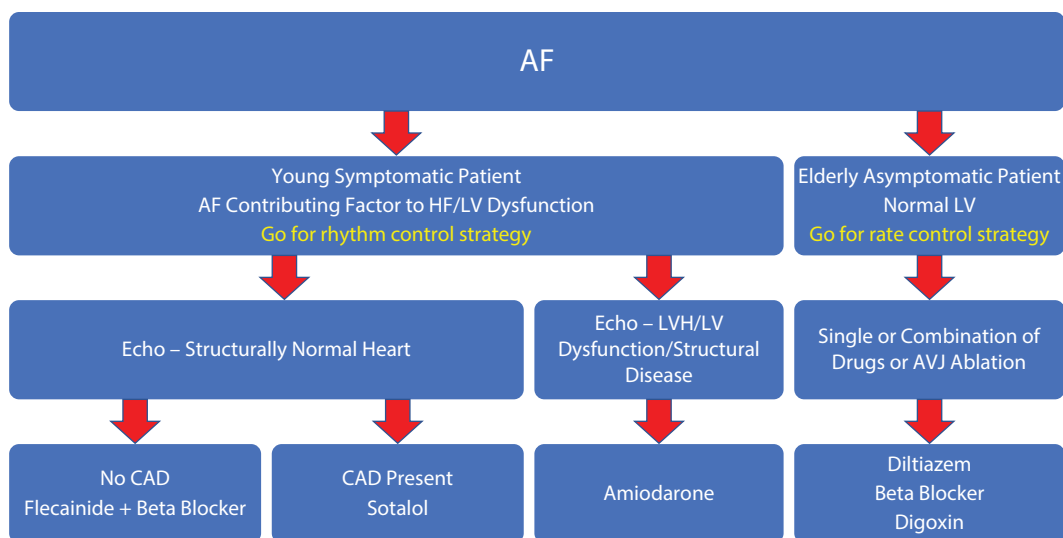 AF
Young Symptomatic Patient
AF Contributing Factor to HF/LV Dysfunction
Go for rhythm control strategy
Elderly Asymptomatic Patient
Normal LV
Go for rate control strategy
Echo – Structurally Normal Heart
Echo – LVH/LV
Dysfunction/Structural
Disease
Single or Combination of
Drugs or AVJ Ablation
No CAD
Flecainide + Beta Blocker
CAD Present
Sotalol
Amiodarone
Diltiazem
Beta Blocker
Digoxin